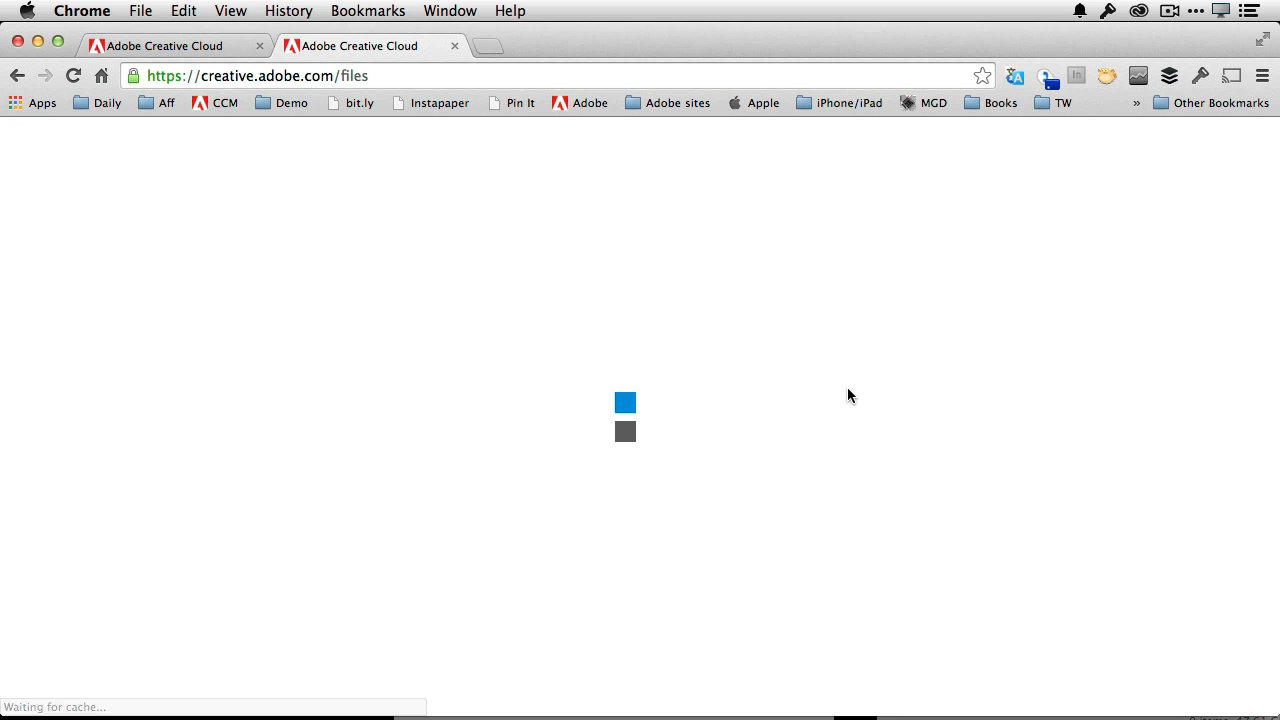 Chrome File Edit View History Bookmarks Window Help
Adobe Creative Cloud Adobe Creative Cloud
https://creative.adobe.com/files
Apps Daily Aff CCM Demo bit.ly Instapaper Pin It Adobe Adobe sites Apple iPhone/iPad MGD Books TW » Other Bookmarks
Waiting for cache...